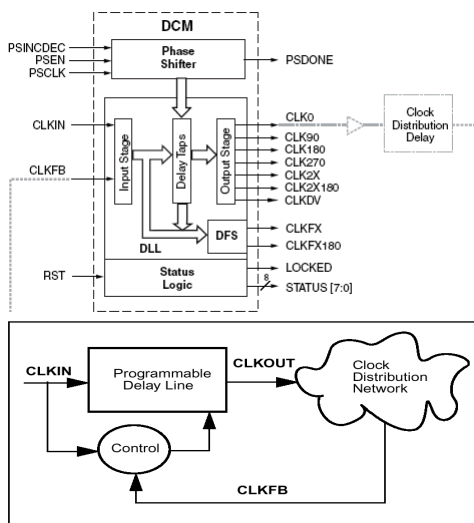 DCM
PSINCDEC
PSEN
PSCLK
Phase
Shifter
PSDONE
CLKIN
CLKFB
Input Stage
Delay Taps
Output Stage
CLK0
CLK90
CLK180
CLK270
CLK2X
CLK2X180
CLKDV
Clock
Distribution
Delay
DLL
DFS
CLKFX
CLKFX180
RST
Status
Logic
LOCKED
8
STATUS [7:0]
CLKIN
Programmable
Delay Line
CLKOUT
Clock
Distribution
Network
Control
CLKFB